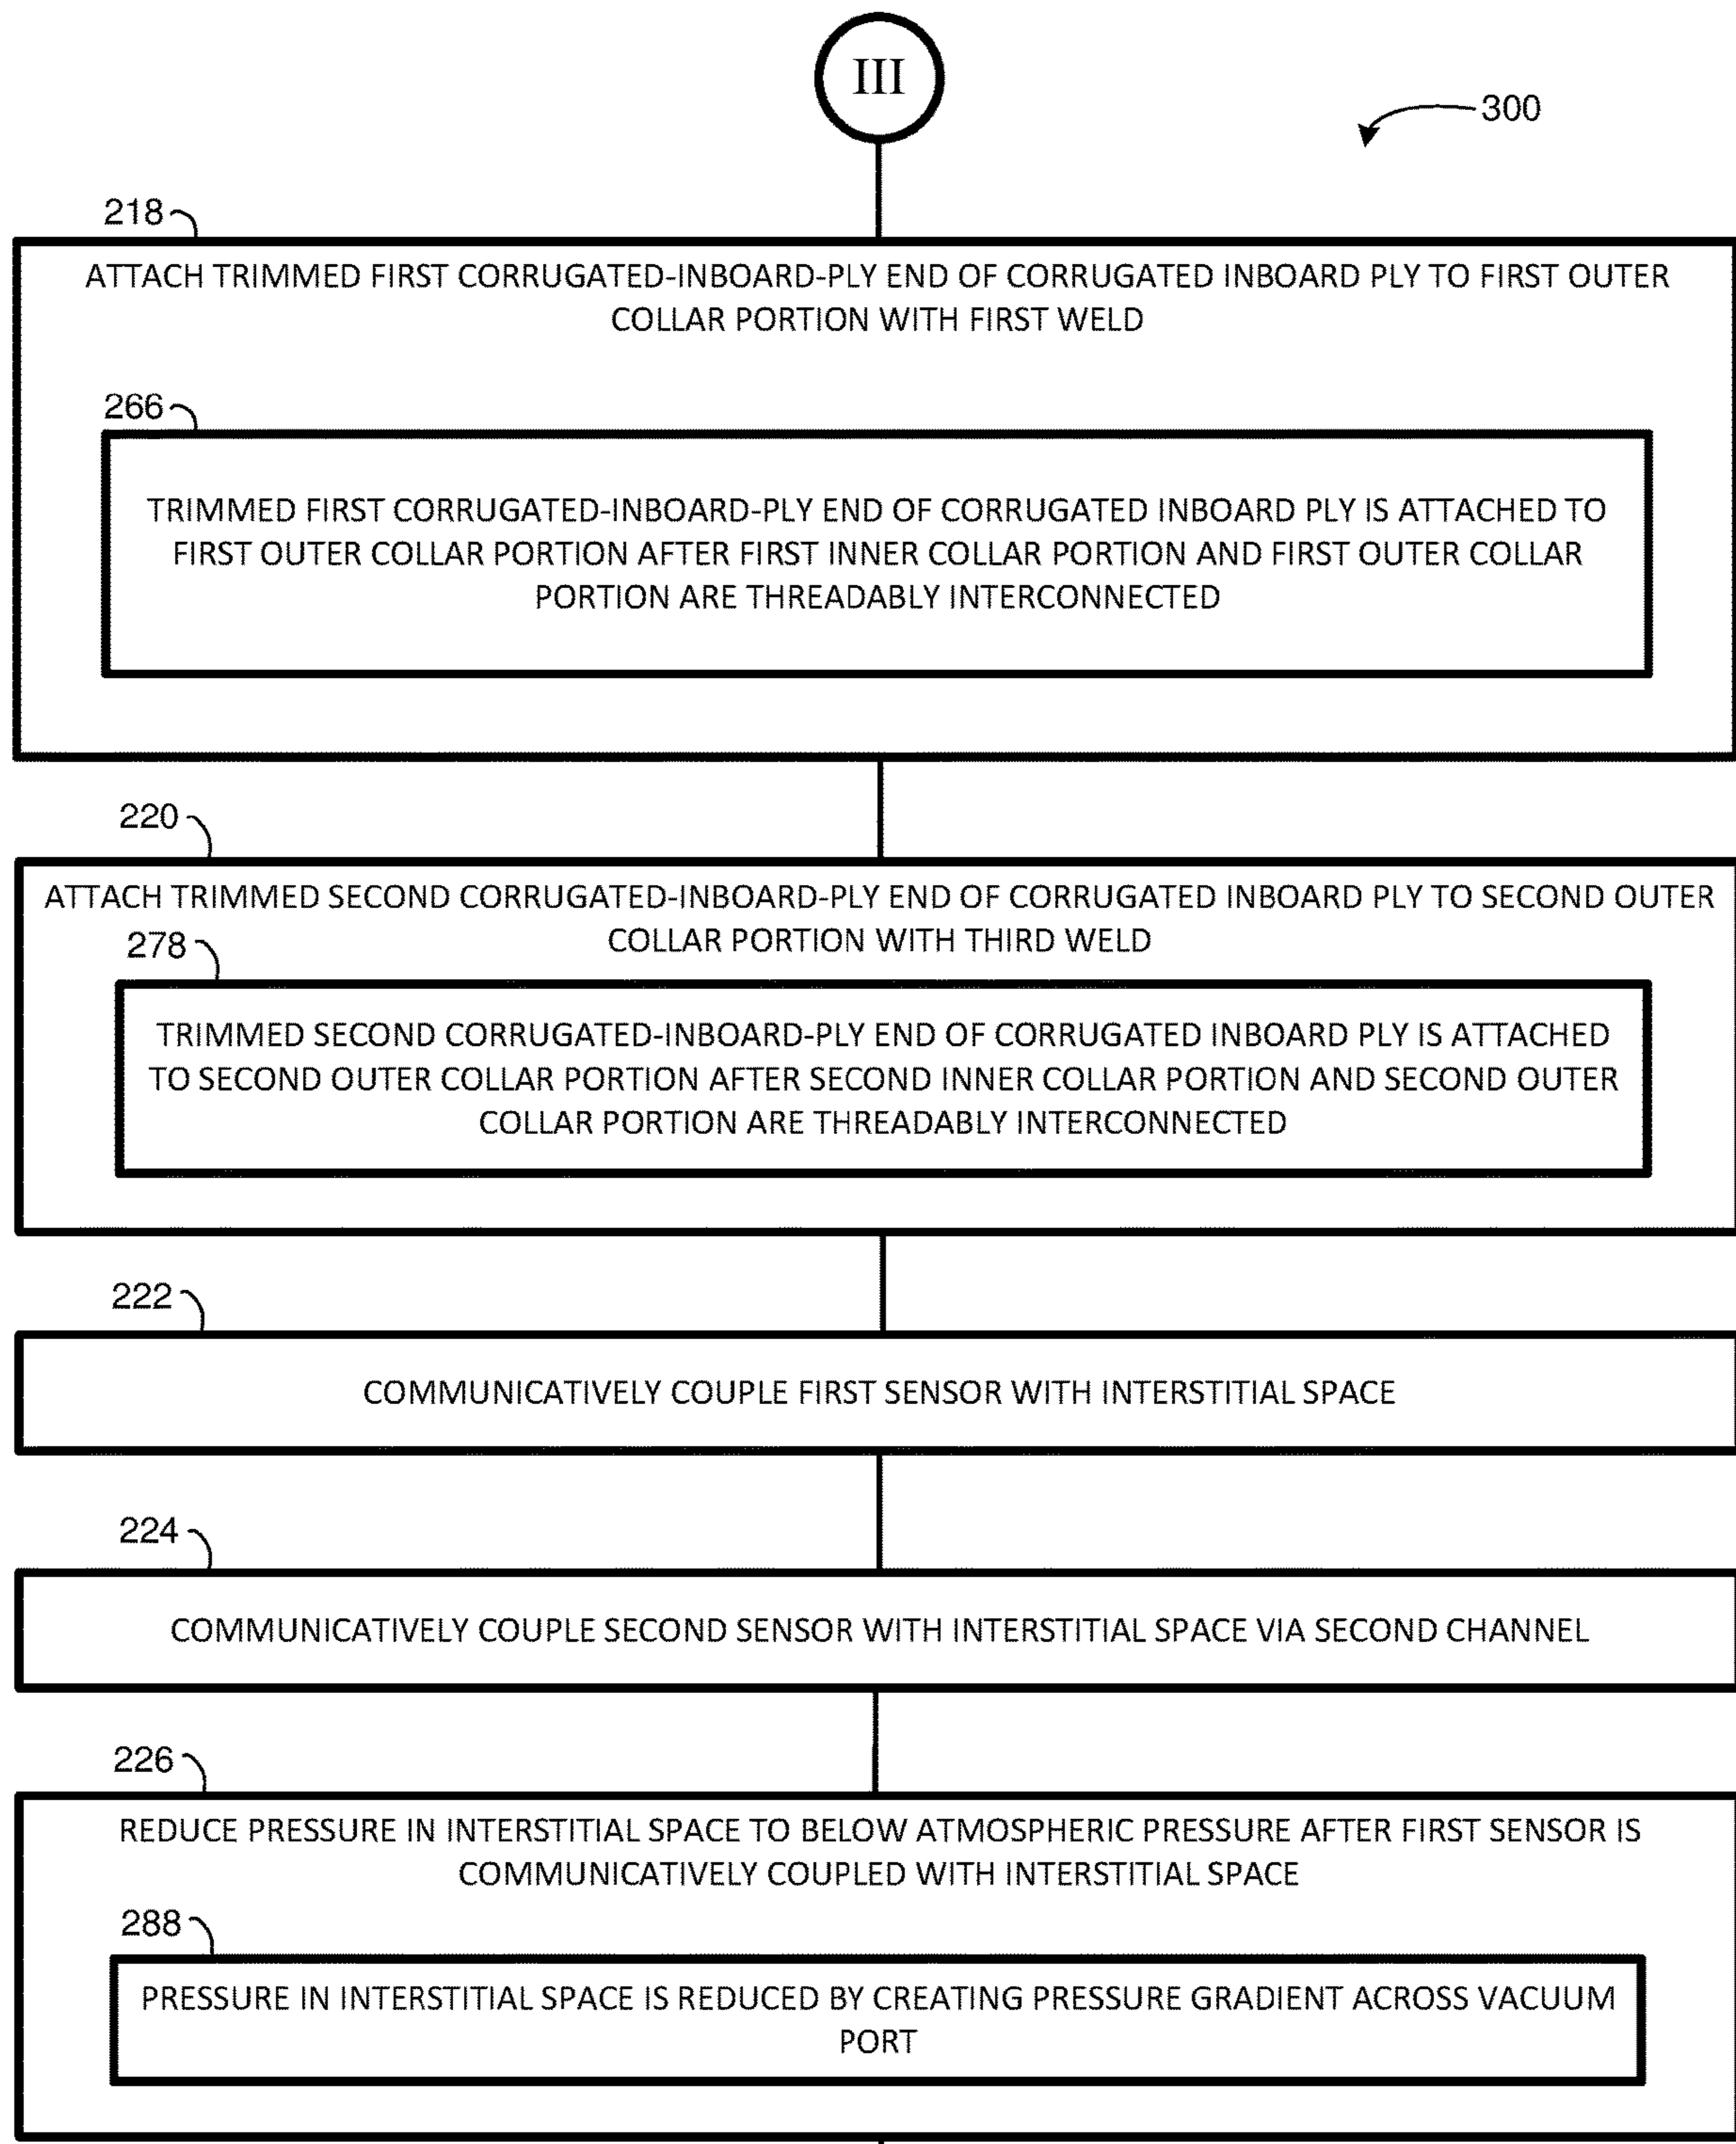 III
300
218
ATTACH TRIMMED FIRST CORRUGATED-INBOARD-PLY END OF CORRUGATED INBOARD PLY TO FIRST OUTER
COLLAR PORTION WITH FIRST WELD
266
TRIMMED FIRST CORRUGATED-INBOARD-PLY END OF CORRUGATED INBOARD PLY IS ATTACHED TO
FIRST OUTER COLLAR PORTION AFTER FIRST INNER COLLAR PORTION AND FIRST OUTER COLLAR
PORTION ARE THREADABLY INTERCONNECTED
220
ATTACH TRIMMED SECOND CORRUGATED-INBOARD-PLY END OF CORRUGATED INBOARD PLY TO SECOND OUTER
COLLAR PORTION WITH THIRD WELD
278
TRIMMED SECOND CORRUGATED-INBOARD-PLY END OF CORRUGATED INBOARD PLY IS ATTACHED
TO SECOND OUTER COLLAR PORTION AFTER SECOND INNER COLLAR PORTION AND SECOND OUTER
COLLAR PORTION ARE THREADABLY INTERCONNECTED
222
COMMUNICATIVELY COUPLE FIRST SENSOR WITH INTERSTITIAL SPACE
224
COMMUNICATIVELY COUPLE SECOND SENSOR WITH INTERSTITIAL SPACE VIA SECOND CHANNEL
226
REDUCE PRESSURE IN INTERSTITIAL SPACE TO BELOW ATMOSPHERIC PRESSURE AFTER FIRST SENSOR IS
COMMUNICATIVELY COUPLED WITH INTERSTITIAL SPACE
288
PRESSURE IN INTERSTITIAL SPACE IS REDUCED BY CREATING PRESSURE GRADIENT ACROSS VACUUM
PORT